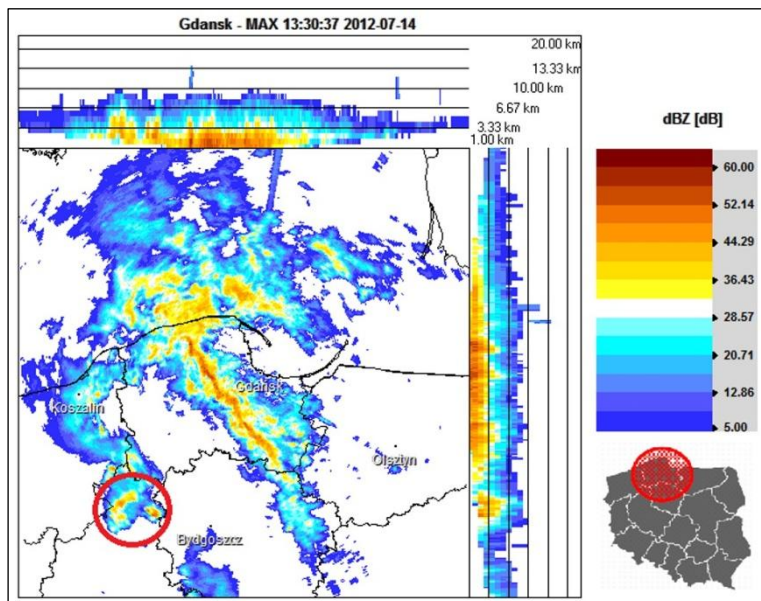 Gdansk - MAX 13:30:37 2012-07-14
20.00 km
13.33 km
10.00 km
6.67 km
3.33 km
1.00 km
dBZ [dB]
60.00
52.14
44.29
36.43
28.57
20.71
12.86
5.00
Gdańsk
Koszalin
Olsztyn
Bydgoszcz